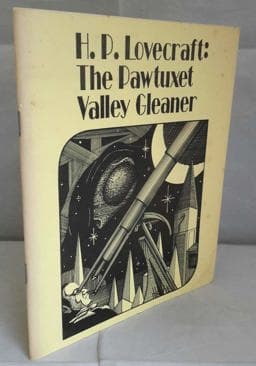 H. P. Lovecraft:
The Pawtuxet
Valley Gleaner